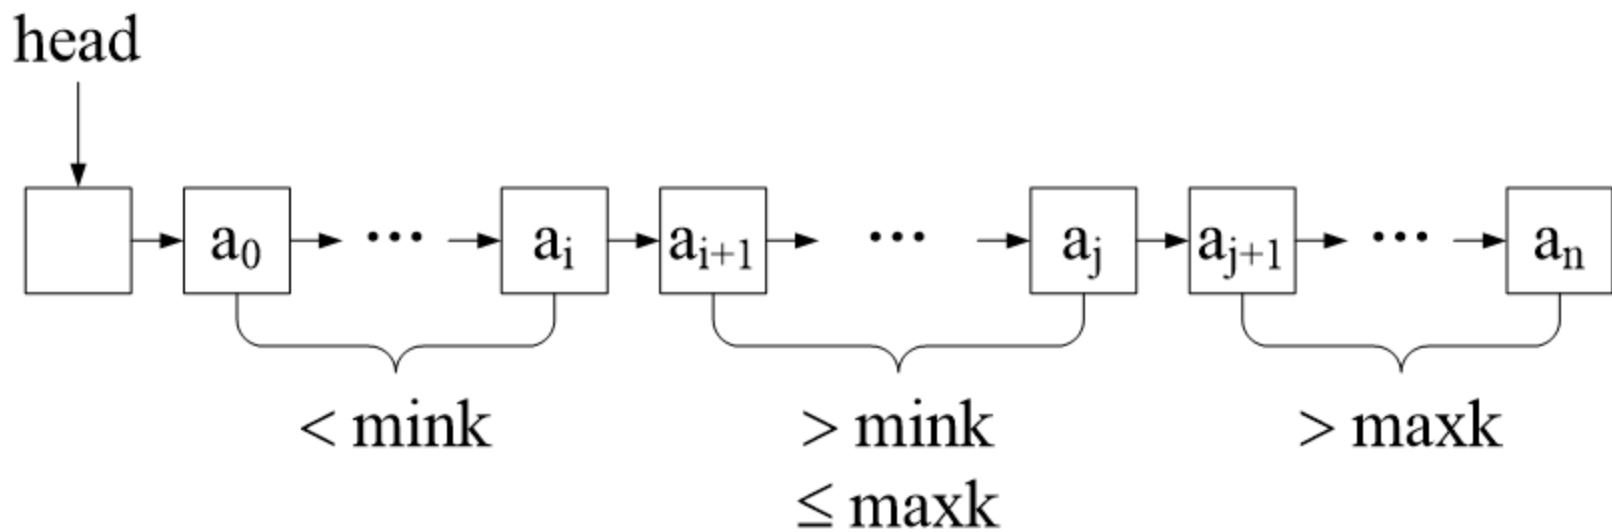 head
a₀ ··· aᵢ aᵢ₊₁ ··· aⱼ aⱼ₊₁ ··· aₙ
< mink > mink > maxk
≤ maxk